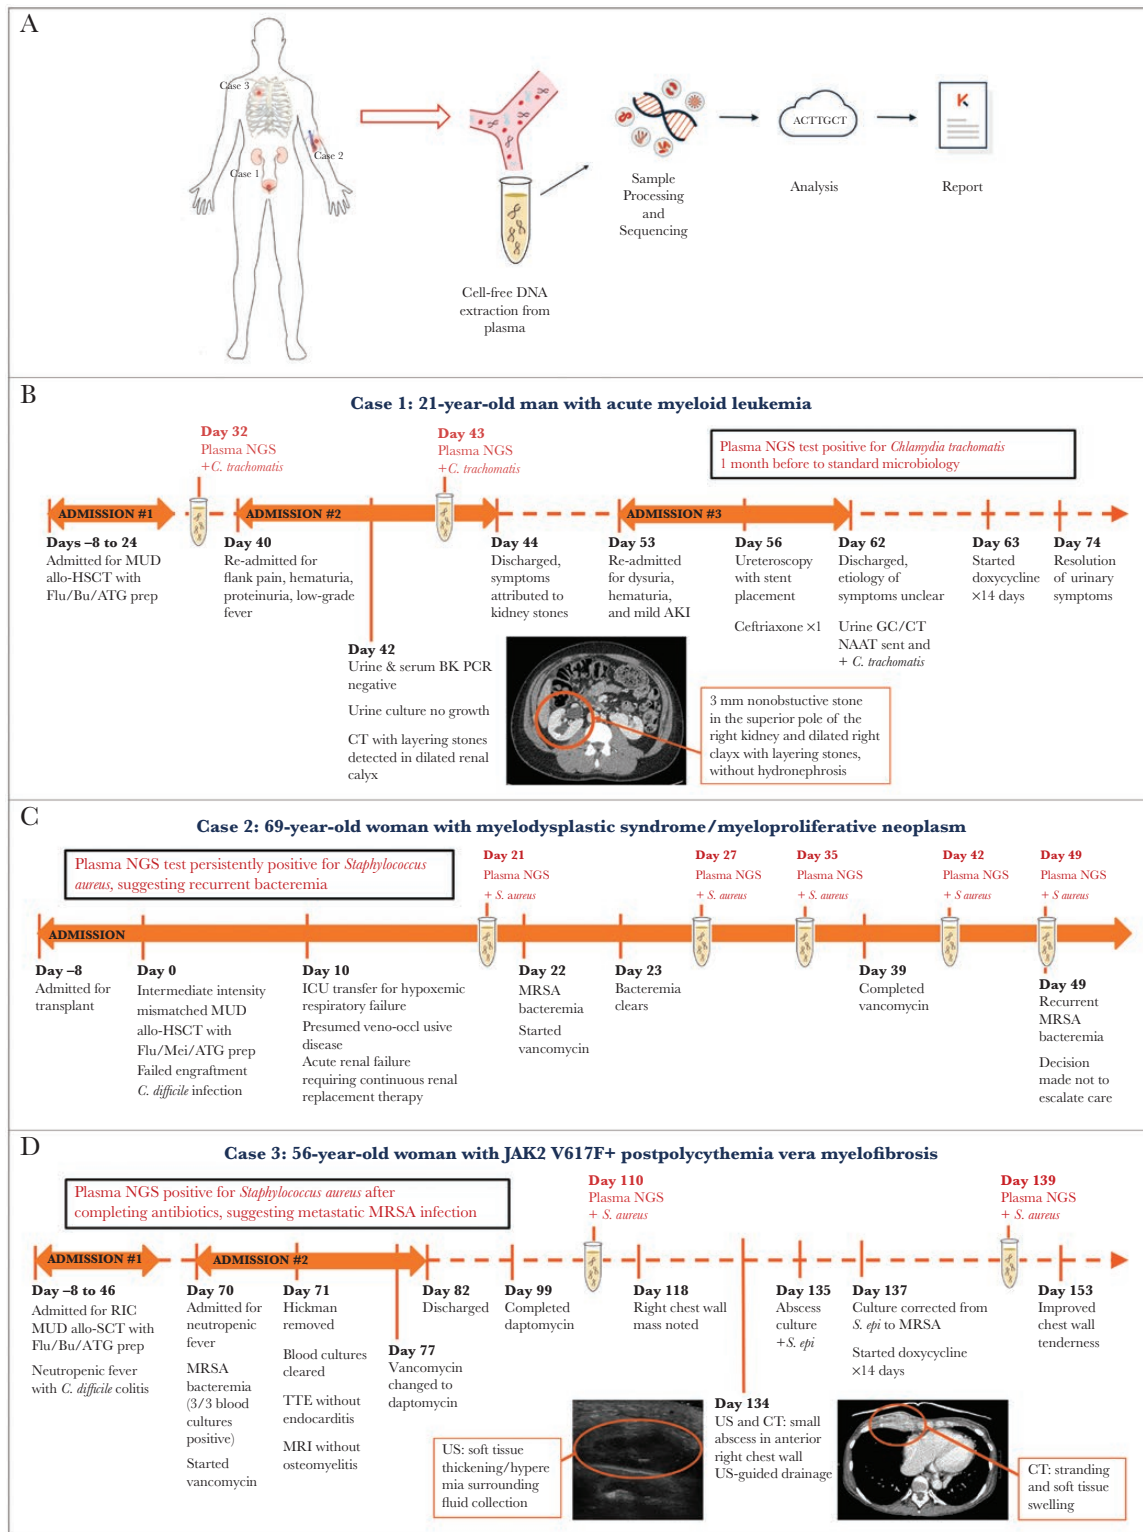 A
Case 3
Case 2
Case 1
ACTTGCT
K
Sample
Processing
and
Sequencing
Analysis
Report
Cell-free DNA
extraction from
plasma
B
Case 1: 21-year-old man with acute myeloid leukemia
Day 32
Plasma NGS
+C. trachomatis
Day 43
Plasma NGS
+C. trachomatis
Plasma NGS test positive for Chlamydia trachomatis
1 month before to standard microbiology
ADMISSION #1
ADMISSION #2
ADMISSION #3
Days –8 to 24
Admitted for MUD
allo-HSCT with
Flu/Bu/ATG prep
Day 40
Re-admitted for
flank pain, hematuria,
proteinuria, low-grade
fever
Day 42
Urine & serum BK PCR
negative
Urine culture no growth
CT with layering stones
detected in dilated renal
calyx
Day 44
Discharged,
symptoms
attributed to
kidney stones
Day 53
Re-admitted
for dysuria,
hematuria,
and mild AKI
Day 56
Ureteroscopy
with stent
placement
Ceftriaxone ×1
Day 62
Discharged,
etiology of
symptoms unclear
Urine GC/CT
NAAT sent and
+ C. trachomatis
Day 63
Started
doxycycline
×14 days
Day 74
Resolution
of urinary
symptoms
3 mm nonobstuctive stone
in the superior pole of the
right kidney and dilated right
clayx with layering stones,
without hydronephrosis
C
Case 2: 69-year-old woman with myelodysplastic syndrome/myeloproliferative neoplasm
Plasma NGS test persistently positive for Staphylococcus
aureus, suggesting recurrent bacteremia
Day 21
Plasma NGS
+ S. aureus
Day 27
Plasma NGS
+ S. aureus
Day 35
Plasma NGS
+ S. aureus
Day 42
Plasma NGS
+ S aureus
Day 49
Plasma NGS
+ S aureus
ADMISSION
Day –8
Admitted for
transplant
Day 0
Intermediate intensity
mismatched MUD
allo-HSCT with
Flu/Mei/ATG prep
Failed engraftment
C. difficile infection
Day 10
ICU transfer for hypoxemic
respiratory failure
Presumed veno-occl usive
disease
Acute renal failure
requiring continuous renal
replacement therapy
Day 22
MRSA
bacteremia
Started
vancomycin
Day 23
Bacteremia
clears
Day 39
Completed
vancomycin
Day 49
Recurrent
MRSA
bacteremia
Decision
made not to
escalate care
D
Case 3: 56-year-old woman with JAK2 V617F+ postpolycythemia vera myelofibrosis
Plasma NGS positive for Staphylococcus aureus after
completing antibiotics, suggesting metastatic MRSA infection
Day 110
Plasma NGS
+ S. aureus
Day 139
Plasma NGS
+ S. aureus
ADMISSION #1
ADMISSION #2
Day –8 to 46
Admitted for RIC
MUD allo-SCT with
Flu/Bu/ATG prep
Neutropenic fever
with C. difficile colitis
Day 70
Admitted for
neutropenic
fever
MRSA
bacteremia
(3/3 blood
cultures
positive)
Started
vancomycin
Day 71
Hickman
removed
Blood cultures
cleared
TTE without
endocarditis
MRI without
osteomyelitis
Day 77
Vancomycin
changed to
daptomycin
Day 82
Discharged
Day 99
Completed
daptomycin
Day 118
Right chest wall
mass noted
Day 134
US and CT: small
abscess in anterior
right chest wall
US-guided drainage
Day 135
Abscess
culture
+S. epi
Day 137
Culture corrected from
S. epi to MRSA
Started doxycycline
×14 days
Day 153
Improved
chest wall
tenderness
US: soft tissue
thickening/hypere
mia surrounding
fluid collection
CT: stranding
and soft tissue
swelling